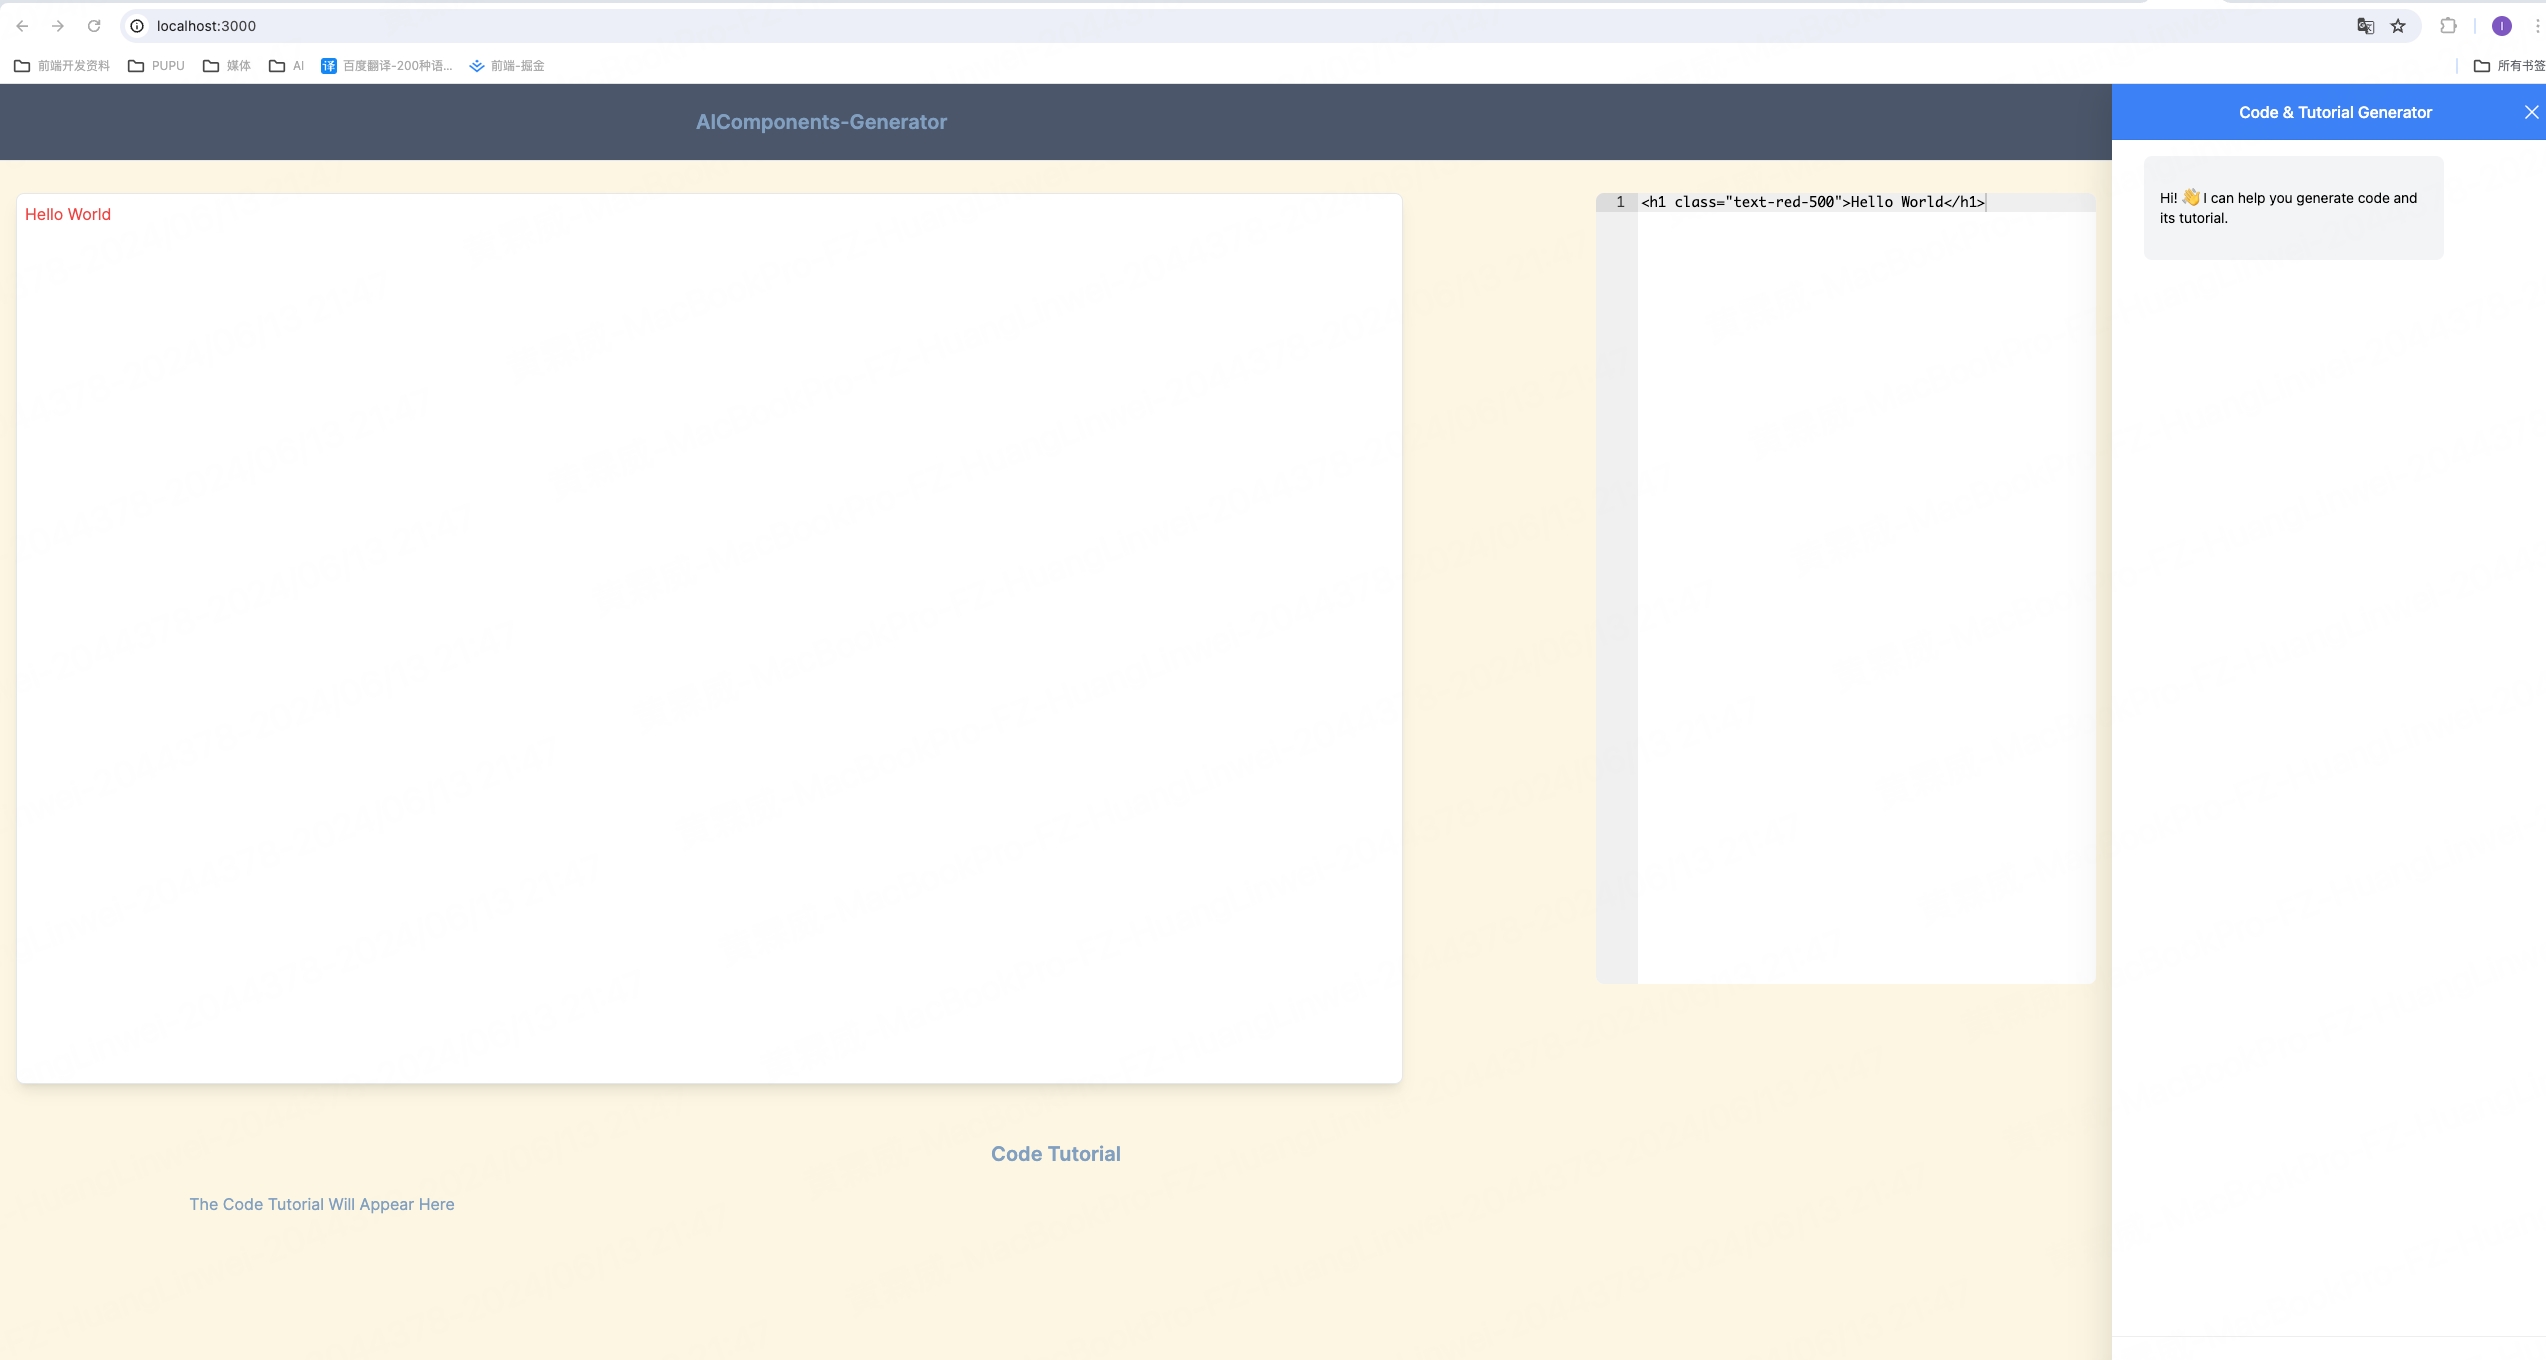 localhost:3000
前端开发资料 PUPU 媒体 AI 译 百度翻译-200种语... 前端-掘金 所有书签
AIComponents-Generator
Code & Tutorial Generator
Hello World
1 <h1 class="text-red-500">Hello World</h1>
Hi! 👋 I can help you generate code and
its tutorial.
Code Tutorial
The Code Tutorial Will Appear Here